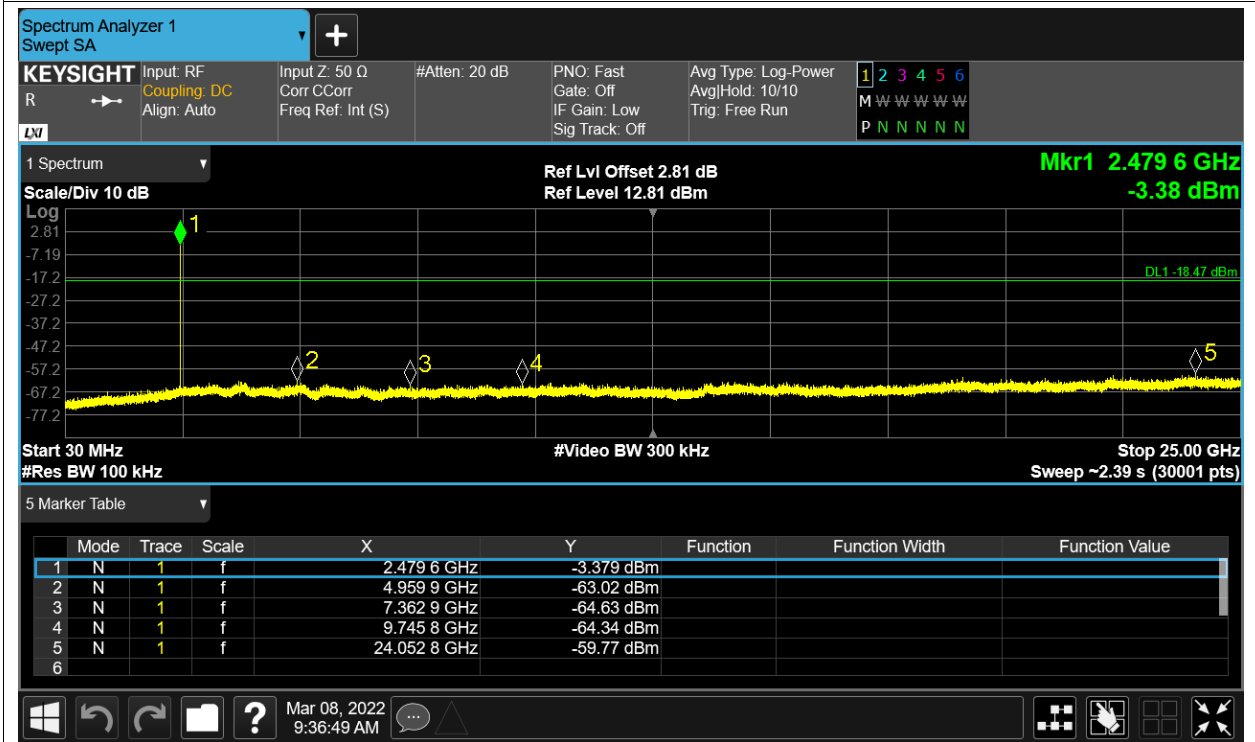 Spectrum Analyzer 1
Swept SA
+
KEYSIGHT Input: RF Input Z: 50 Ω #Atten: 20 dB PNO: Fast Avg Type: Log-Power 1 2 3 4 5 6
R Coupling: DC Corr CCorr Gate: Off Avg|Hold: 10/10 M W W W W W
Align: Auto Freq Ref: Int (S) IF Gain: Low Trig: Free Run
LXI Sig Track: Off P N N N N N
1 Spectrum Ref Lvl Offset 2.81 dB Mkr1 2.479 6 GHz
Scale/Div 10 dB Ref Level 12.81 dBm -3.38 dBm
Log
1
2.81
-7.19
-17.2 DL1 -18.47 dBm
-27.2
-37.2
-47.2
2 3 4 5
-57.2
-67.2
-77.2
Start 30 MHz #Video BW 300 kHz Stop 25.00 GHz
#Res BW 100 kHz Sweep ~2.39 s (30001 pts)
5 Marker Table
Mode Trace Scale X Y Function Function Width Function Value
1 N 1 f 2.479 6 GHz -3.379 dBm
2 N 1 f 4.959 9 GHz -63.02 dBm
3 N 1 f 7.362 9 GHz -64.63 dBm
4 N 1 f 9.745 8 GHz -64.34 dBm
5 N 1 f 24.052 8 GHz -59.77 dBm
6
? Mar 08, 2022
9:36:49 AM